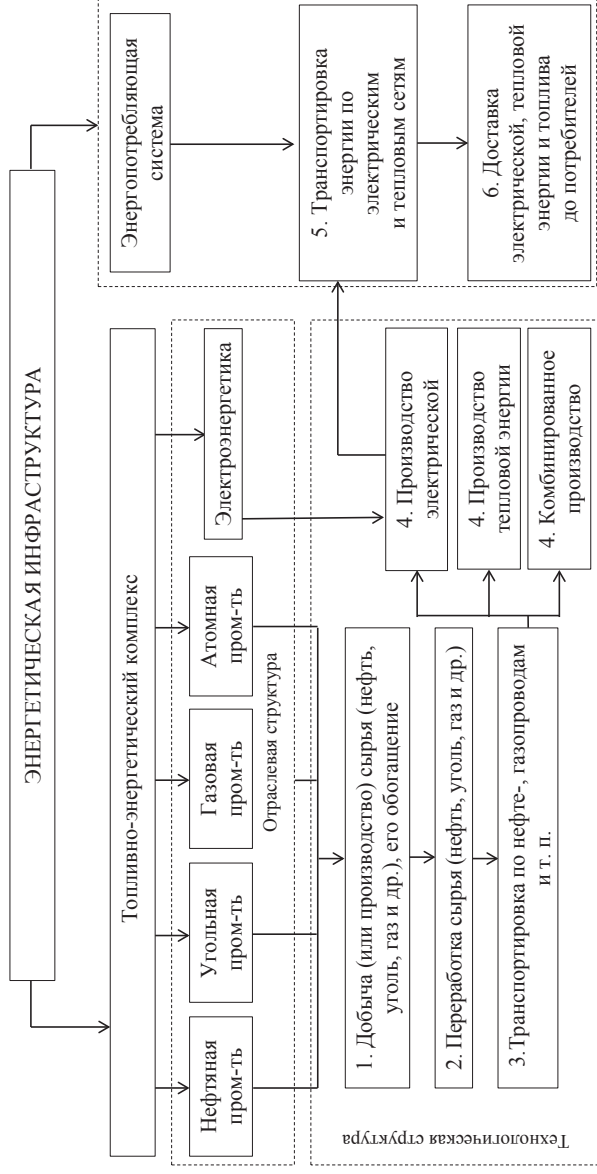 ЭНЕРГЕТИЧЕСКАЯ ИНФРАСТРУКТУРА
Топливно-энергетический комплекс
Энергопотребляющая
система
Нефтяная
пром-ть
Угольная
пром-ть
Газовая
пром-ть
Атомная
пром-ть
Электроэнергетика
Отраслевая структура
Технологическая структура
1. Добыча (или производство) сырья (нефть,
уголь, газ и др.), его обогащение
2. Переработка сырья (нефть, уголь, газ и др.)
3.Транспортировка по нефте-, газопроводам
и т. п.
4. Производство
электрической
4. Производство
тепловой энергии
4. Комбинированное
производство
5. Транспортировка
энергии по
электрическим
и тепловым сетям
6. Доставка
электрической, тепловой
энергии и топлива
до потребителей